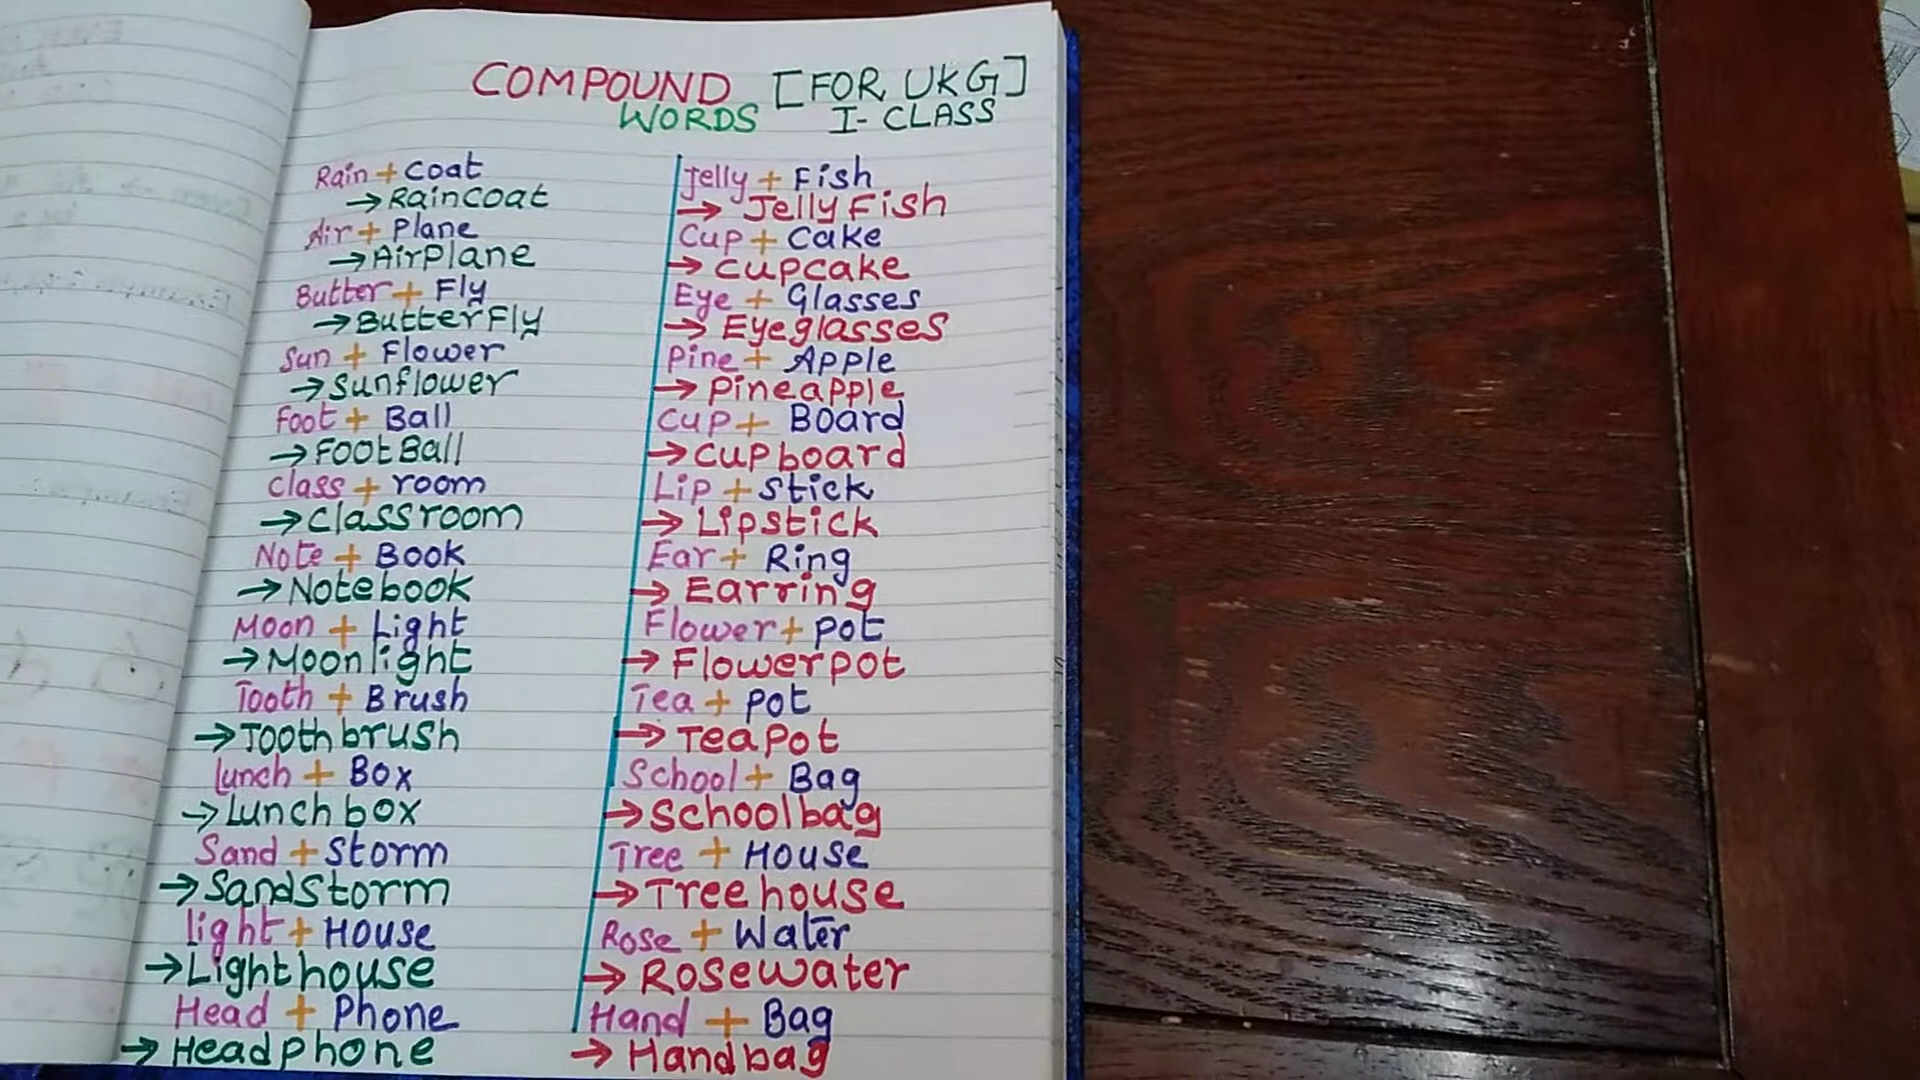 COMPOUND [FOR UKG]
WORDS I-CLASS
Rain + Coat
→ Raincoat
Air + Plane
→ AirPlane
Butter + Fly
→ ButterFly
Sun + Flower
→ Sunflower
Foot + Ball
→ FootBall
Class + room
→ Classroom
Note + Book
→ Notebook
Moon + Light
→ Moonlight
Tooth + Brush
→ Toothbrush
Lunch + Box
→ Lunchbox
Sand + Storm
→ SandStorm
light + House
→ Lighthouse
Head + Phone
→ Headphone
Jelly + Fish
→ JellyFish
Cup + Cake
→ Cupcake
Eye + Glasses
→ Eyeglasses
Pine + Apple
→ Pineapple
Cup + Board
→ Cupboard
Lip + Stick
→ Lipstick
Ear + Ring
→ Earring
Flower + Pot
→ Flowerpot
Tea + Pot
→ TeaPot
School + Bag
→ Schoolbag
Tree + House
→ Treehouse
Rose + Water
→ Rosewater
Hand + Bag
→ Handbag